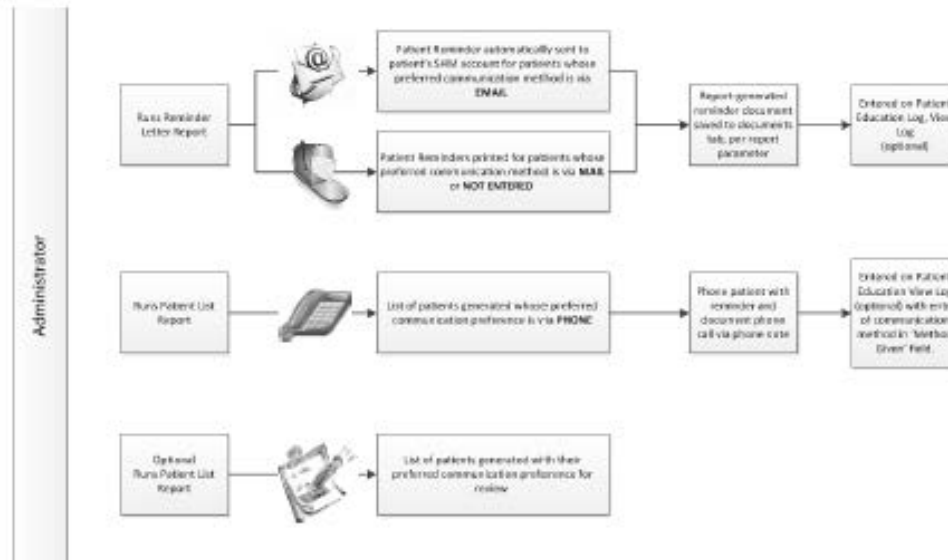 Administrator
Runs Reminder
Letter Report
Patient Reminder automatically sent to
patient's SHM account for patients whose
preferred communication method is via
EMAIL
Patient Reminders printed for patients whose
preferred communication method is via MAIL
or NOT ENTERED
Report-generated
reminder document
saved to documents
tab, per report
parameter
Entered on Patient
Education Log, View
Log
(optional)
Runs Patient List
Report
List of patients generated whose preferred
communication preference is via PHONE
Phone patient with
reminder and
document phone
call via phone note
Entered on Patient
Education View Log
(optional) with
of communication
method in 'Method
Given' field.
Optional
Runs Patient List
Report
List of patients generated with their
preferred communication preference for
review